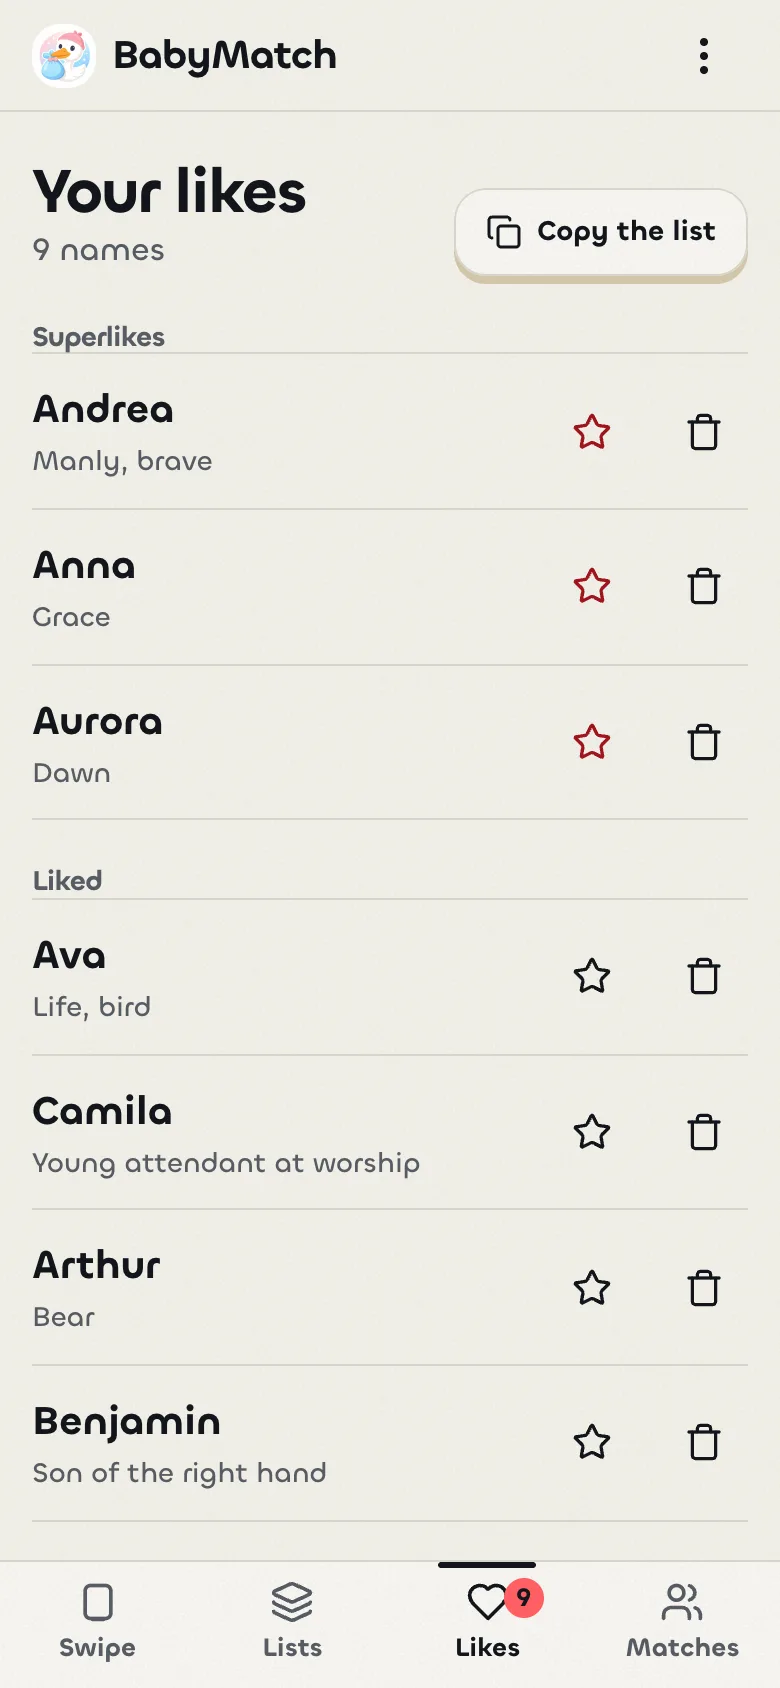 BabyMatch
Your likes
9 names
Copy the list
Superlikes
Andrea
Manly, brave
Anna
Grace
Aurora
Dawn
Liked
Ava
Life, bird
Camila
Young attendant at worship
Arthur
Bear
Benjamin
Son of the right hand
9
Swipe
Lists
Likes
Matches